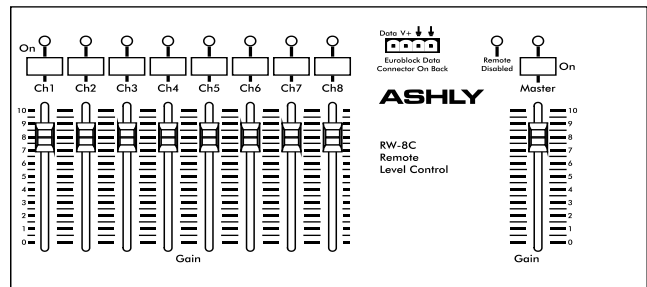 Data V+
On
Euroblock Data
Connector On Back
Remote
Disabled
On
Ch1 Ch2 Ch3 Ch4 Ch5 Ch6 Ch7 Ch8
Master
ASHLY
10
9
8
7
6
5
4
3
2
1
0
RW-8C
Remote
Level Control
10
9
8
7
6
5
4
3
2
1
0
Gain
Gain